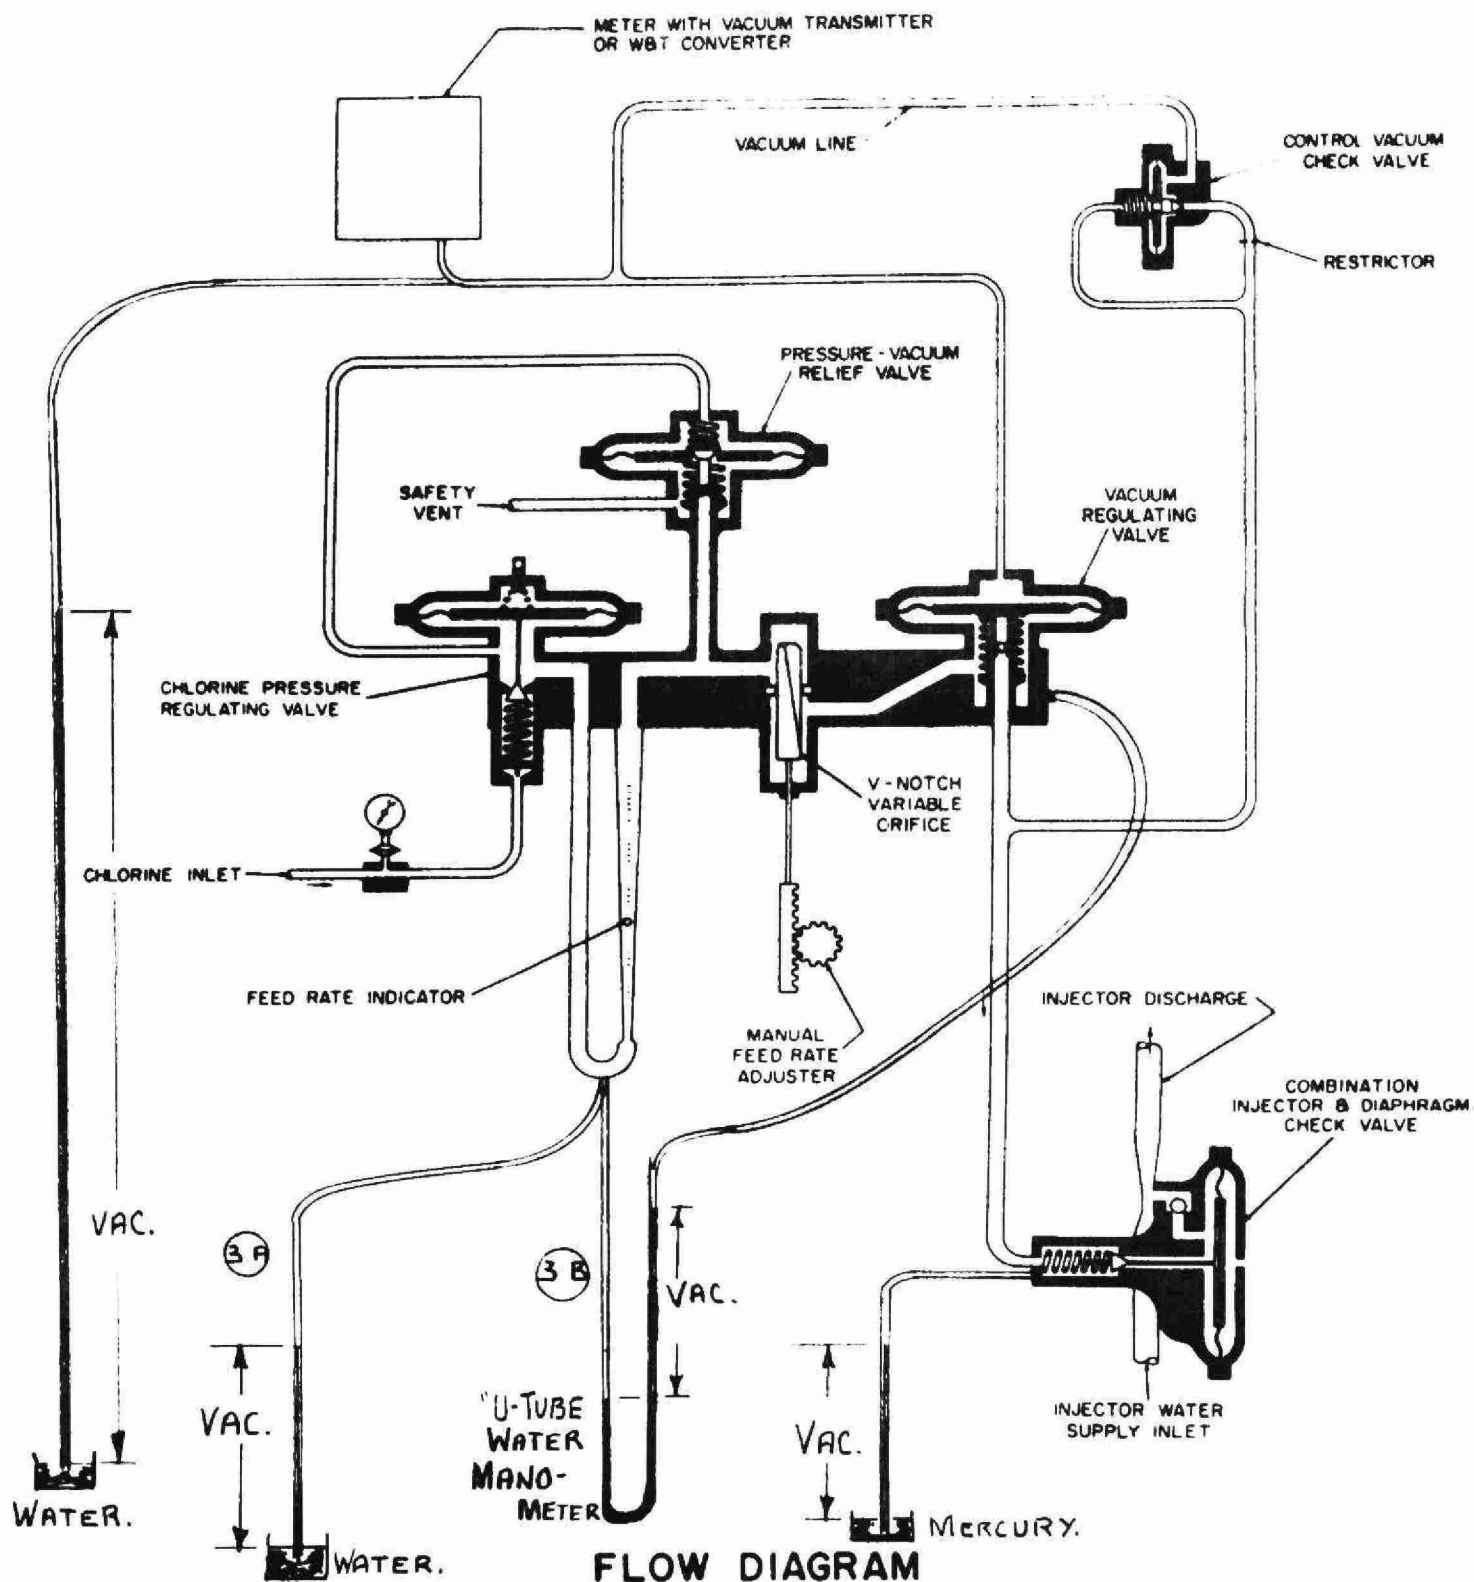 METER WITH VACUUM TRANSMITTER
OR W&T CONVERTER
VACUUM LINE
CONTROL VACUUM
CHECK VALVE
RESTRICTOR
PRESSURE-VACUUM
RELIEF VALVE
SAFETY
VENT
VACUUM
REGULATING
VALVE
CHLORINE PRESSURE
REGULATING VALVE
V-NOTCH
VARIABLE
ORIFICE
CHLORINE INLET
FEED RATE INDICATOR
MANUAL
FEED RATE
ADJUSTER
INJECTOR DISCHARGE
COMBINATION
INJECTOR & DIAPHRAGM
CHECK VALVE
VAC.
3A
3B
VAC.
VAC.
"U-TUBE
WATER
MANO-
METER
VAC.
INJECTOR WATER
SUPPLY INLET
WATER.
WATER.
MERCURY.
FLOW DIAGRAM